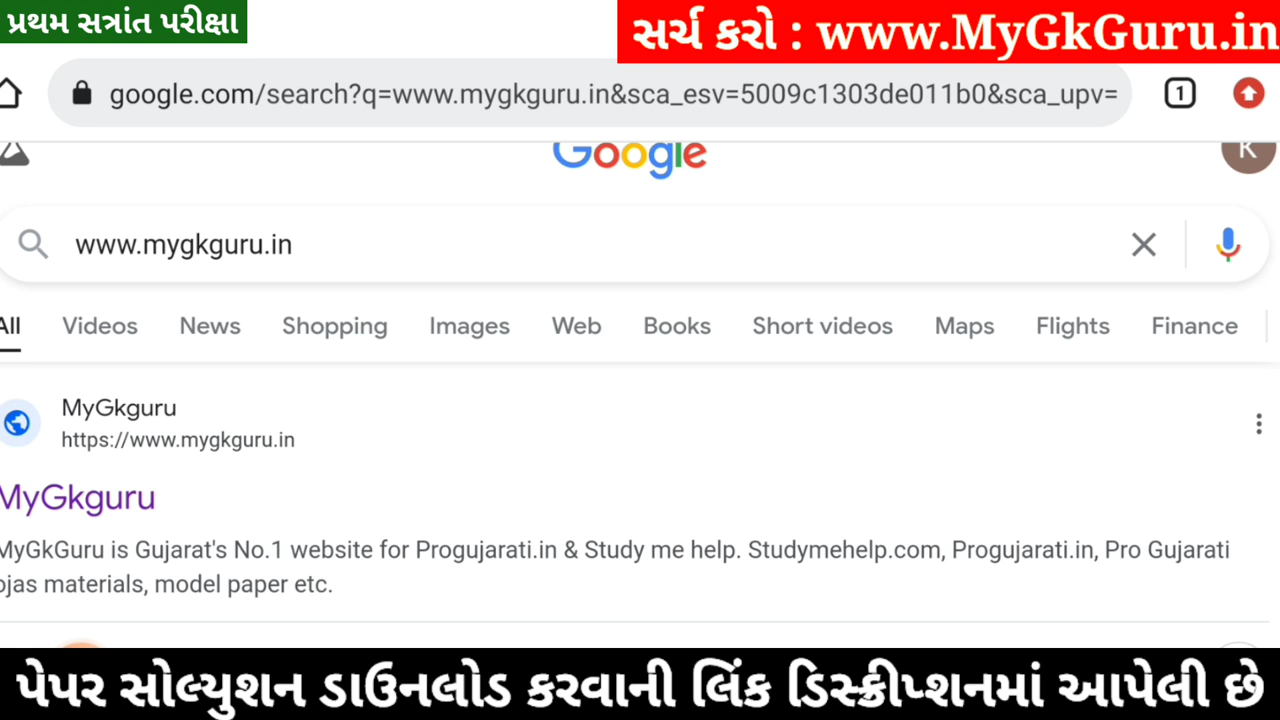 પ્રથમ સત્રાંત પરીક્ષા
સર્ચ કરો : www.MyGkGuru.in
google.com/search?q=www.mygkguru.in&sca_esv=5009c1303de011b0&sca_upv=
1
Google
K
www.mygkguru.in
All Videos News Shopping Images Web Books Short videos Maps Flights Finance
MyGkguru
https://www.mygkguru.in
MyGkguru
MyGkGuru is Gujarat's No.1 website for Progujarati.in & Study me help. Studymehelp.com, Progujarati.in, Pro Gujarati
ojas materials, model paper etc.
પેપર સોલ્યુશન ડાઉનલોડ કરવાની લિંક ડિસ્ક્રીપ્શનમાં આપેલી છે